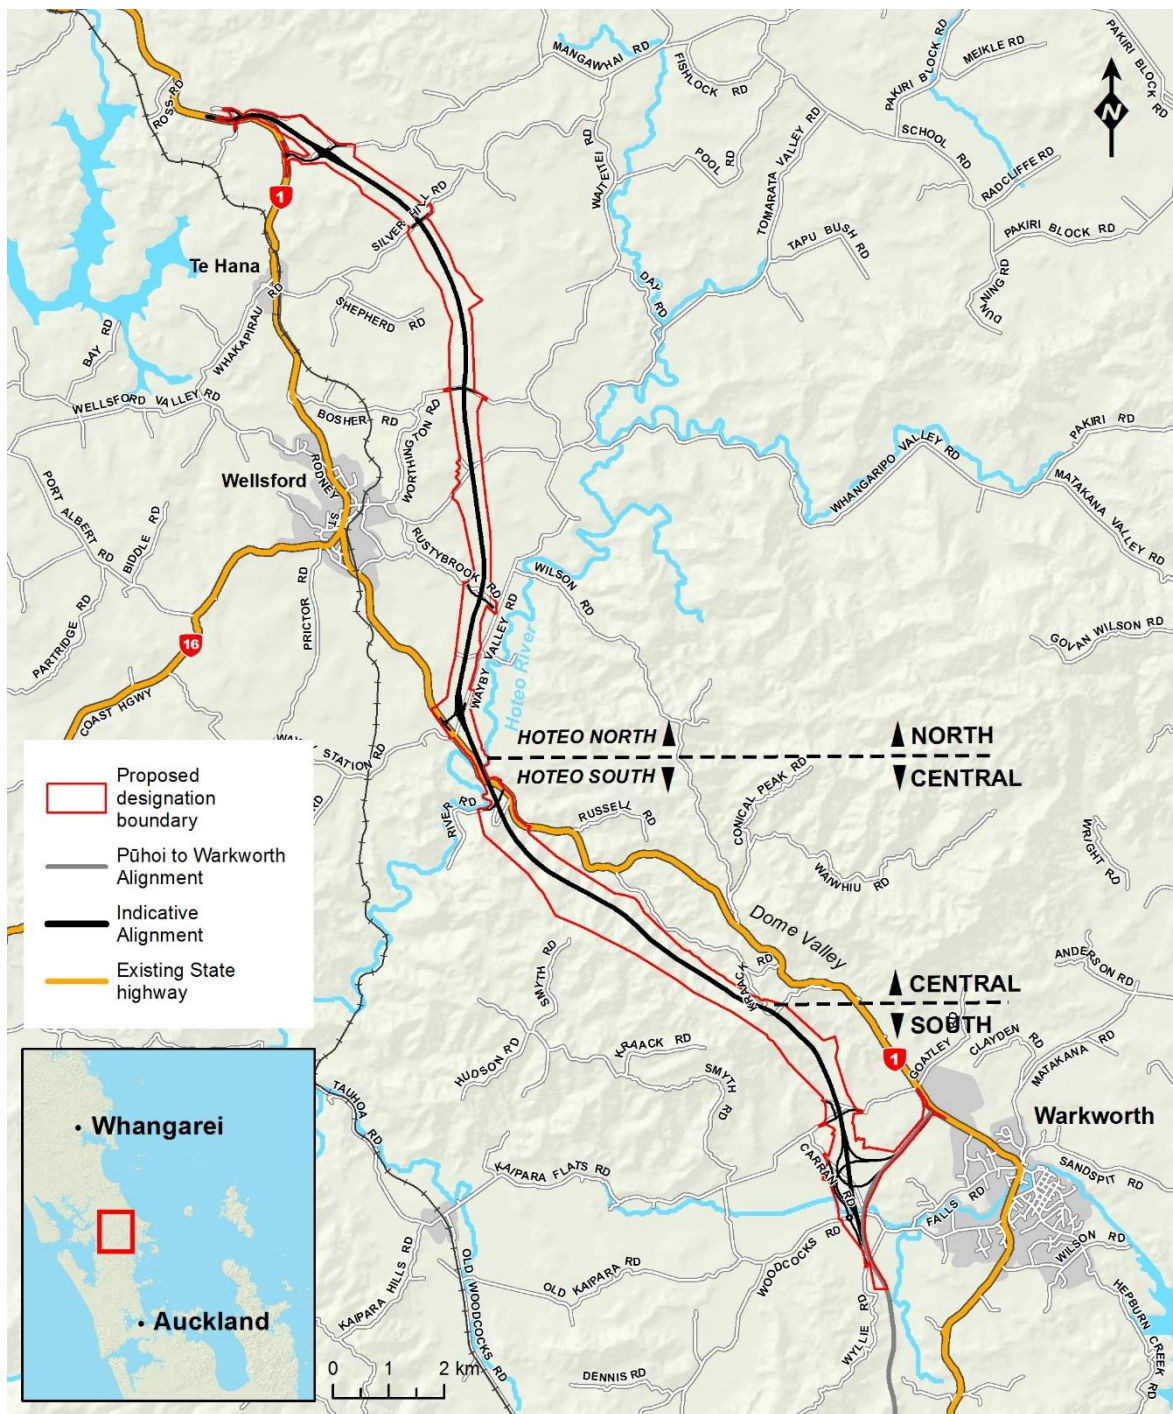 MANGAWHAI RD
FISHLOCK RD
PAKIRI BLOCK RD
MEIKLE RD
PAKIRI BLOCK RD
ROSS RD
N
WAITEITEI RD
POOL RD
TOMARATA VALLEY RD
SCHOOL RD
RADCLIFFE RD
1
SILVER HILL RD
TAPU BUSH RD
PAKIRI BLOCK RD
Te Hana
DAY RD
DUNNING RD
SHEPHERD RD
WHAKAPIRAU RD
BAY RD
WELLSFORD VALLEY RD
BOSHER RD
WORTHINGTON RD
PAKIRI RD
WHANGARIPO VALLEY RD
MATAKANA VALLEY RD
Wellsford
RODNEY ST
PORT ALBERT RD
BIDDLE RD
RUSTYBROOK RD
WILSON RD
PRICTOR RD
PARTRIDGE RD
16
WAYBY VALLEY RD
Hoteo River
GOVAN WILSON RD
COAST HGWY
STATION RD
HOTEO NORTH
NORTH
HOTEO SOUTH
CENTRAL
RD
RIVER RD
RUSSELL RD
CONICAL PEAK RD
WRIGHT RD
WAIWHIU RD
Proposed
designation
boundary
Pūhoi to Warkworth
Alignment
Indicative
Alignment
Existing State
highway
Dome Valley
SMYTH RD
KRAACK RD
ANDERSON RD
CENTRAL
SOUTH
HUDSON RD
KRAACK RD
SMYTH RD
1
GOATLEY RD
CLAYDEN RD
MATAKANA RD
Warkworth
TAUHOA RD
KAIPARA FLATS RD
CARRAN RD
SANDSPIT RD
FALLS RD
WILSON RD
KAIPARA HILLS RD
OLD WOODCOCKS RD
OLD KAIPARA RD
WOODCOCKS RD
WYLLIE RD
HEPBURN CREEK RD
DENNIS RD
Whangarei
Auckland
0 1 2 km